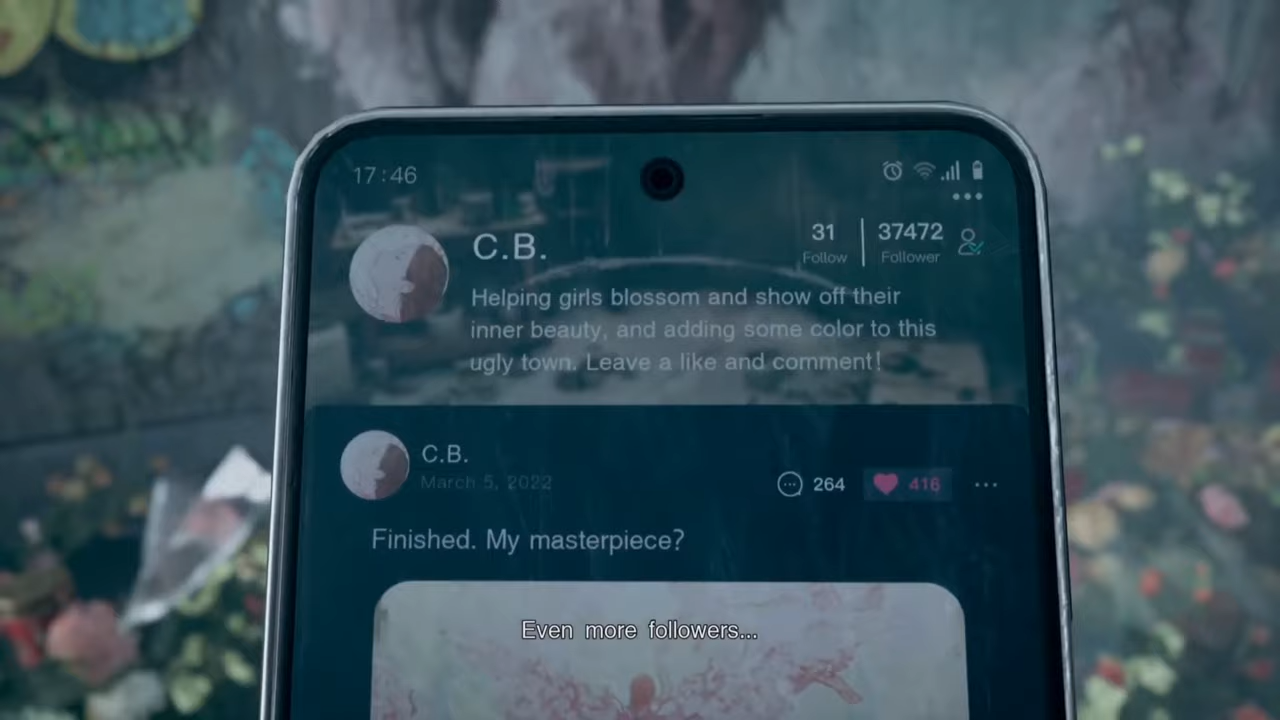 17:46
C.B.
31
37472
Follow
Follower
Helping girls blossom and show off their
inner beauty, and adding some color to this
ugly town. Leave a like and comment!
C.B.
March 5, 2022
264
416
Finished. My masterpiece?
Even more followers...